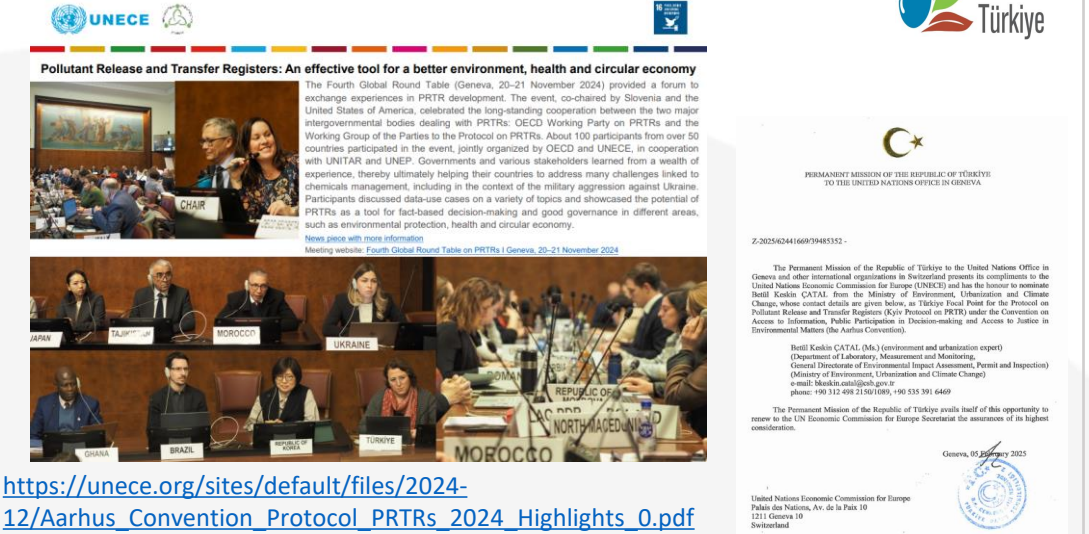 UNECE
16
Türkiye
Pollutant Release and Transfer Registers: An effective tool for a better environment, health and circular economy
The Fourth Global Round Table (Geneva, 20–21 November 2024) provided a forum to
exchange experiences in PRTR development. The event, co-chaired by Slovenia and the
United States of America, celebrated the long-standing cooperation between the two major
intergovernmental bodies dealing with PRTRs: OECD Working Party on PRTRs and the
Working Group of the Parties to the Protocol on PRTRs. About 100 participants from over 50
countries participated in the event, jointly organized by OECD and UNECE, in cooperation
with UNITAR and UNEP. Governments and various stakeholders learned from a wealth of
experience, thereby ultimately helping their countries to address many challenges linked to
chemicals management, including in the context of the military aggression against Ukraine.
Participants discussed data-use cases on a variety of topics and showcased the potential of
PRTRs as a tool for fact-based decision-making and good governance in different areas,
such as environmental protection, health and circular economy.
News piece with more information
Meeting website: Fourth Global Round Table on PRTRs I Geneva, 20–21 November 2024
CHAIR
JAPAN
MOROCCO
UKRAINE
GHANA
BRAZIL
REPUBLIC OF
KOREA
TÜRKİYE
REPUBLIC OF
NORTH MACEDONIA
MOROCCO
https://unece.org/sites/default/files/2024-
12/Aarhus_Convention_Protocol_PRTRs_2024_Highlights_0.pdf
PERMANENT MISSION OF THE REPUBLIC OF TÜRKİYE
TO THE UNITED NATIONS OFFICE IN GENEVA
Z-2025/62441669/39485352 -
The Permanent Mission of the Republic of Türkiye to the United Nations Office in
Geneva and other international organizations in Switzerland presents its compliments to the
United Nations Economic Commission for Europe (UNECE) and has the honour to nominate
Betül Keskin ÇATAL from the Ministry of Environment, Urbanization and Climate
Change, whose contact details are given below, as Türkiye Focal Point for the Protocol on
Pollutant Release and Transfer Registers (Kyiv Protocol on PRTR) under the Convention on
Access to Information, Public Participation in Decision-making and Access to Justice in
Environmental Matters (the Aarhus Convention).
Betül Keskin ÇATAL (Ms.) (environment and urbanization expert)
(Department of Laboratory, Measurement and Monitoring,
General Directorate of Environmental Impact Assessment, Permit and Inspection)
(Ministry of Environment, Urbanization and Climate Change)
e-mail: bkeskin.catal@csb.gov.tr
phone: +90 312 498 2150/1089, +90 535 391 6469
The Permanent Mission of the Republic of Türkiye avails itself of this opportunity to
renew to the UN Economic Commission for Europe Secretariat the assurances of its highest
consideration.
Geneva, 05 February 2025
United Nations Economic Commission for Europe
Palais des Nations, Av. de la Paix 10
1211 Geneva 10
Switzerland